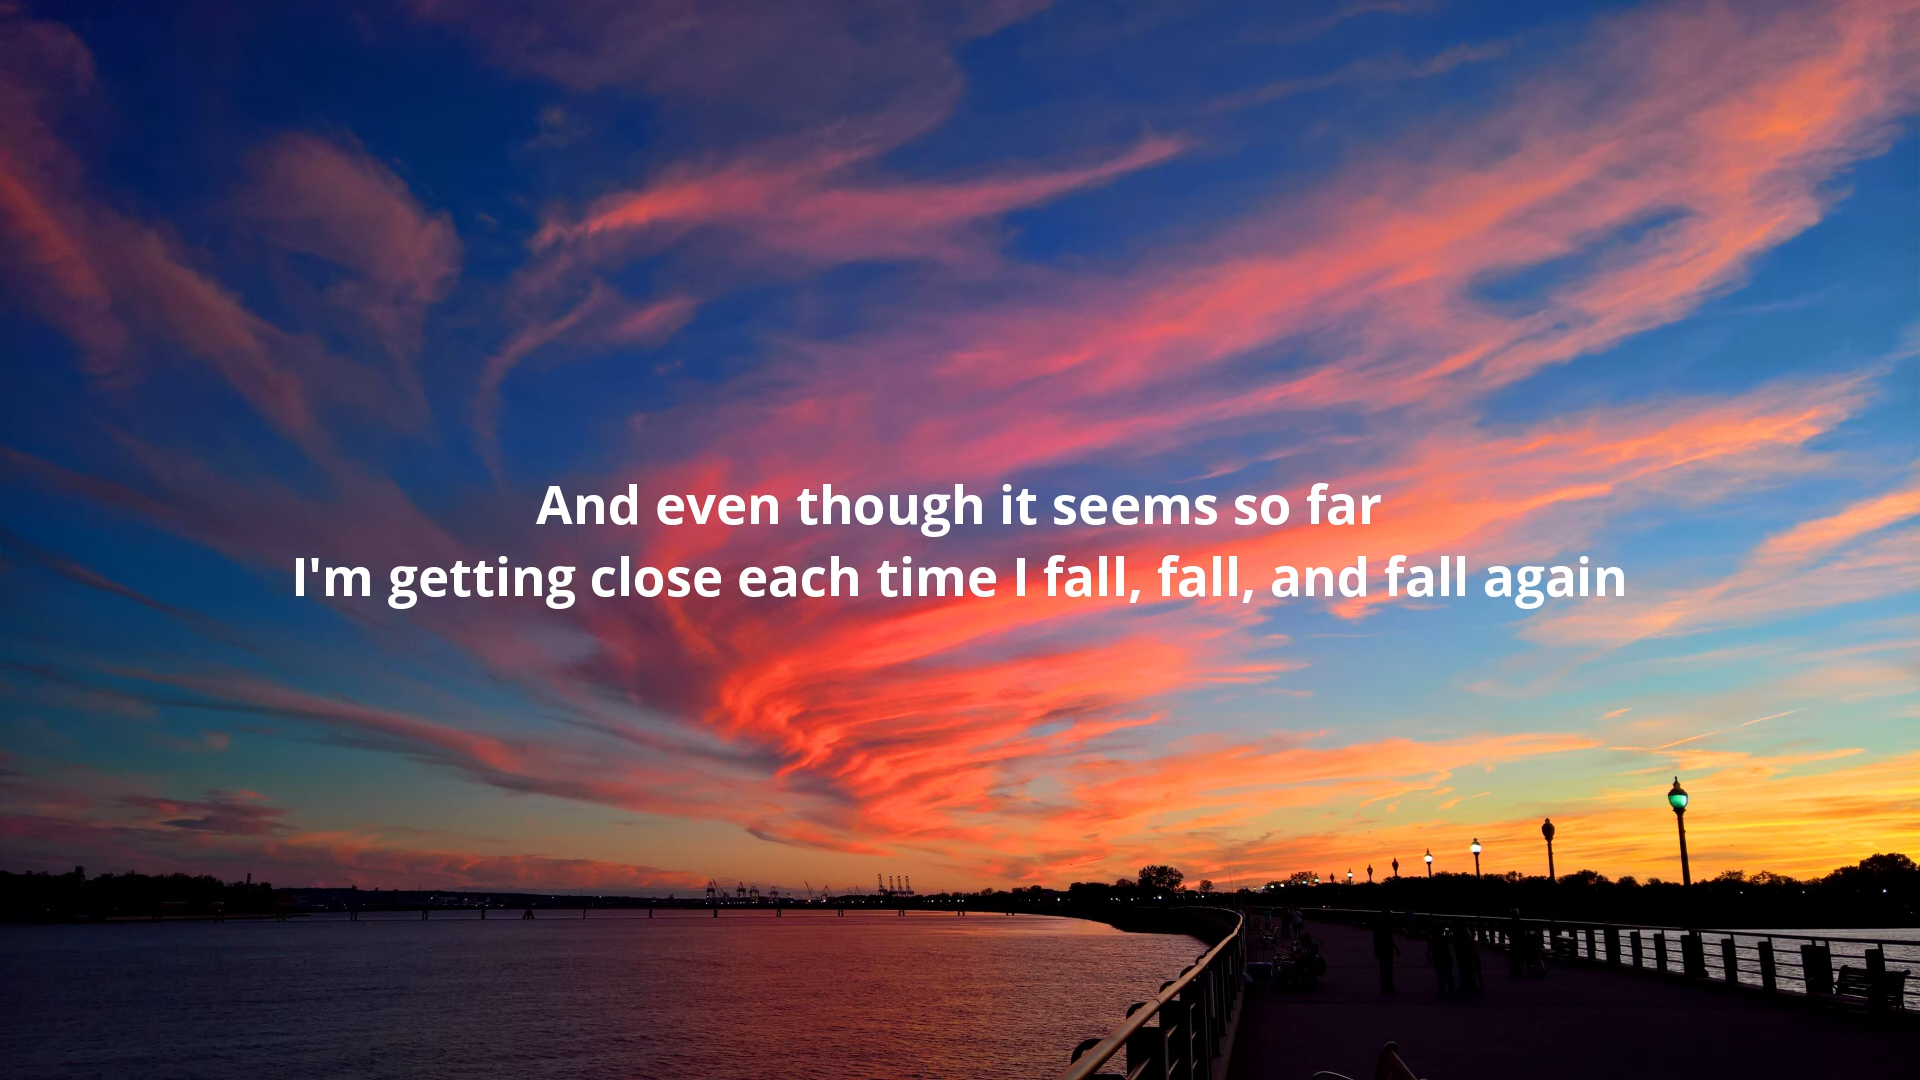 And even though it seems so far
I'm getting close each time I fall, fall, and fall again